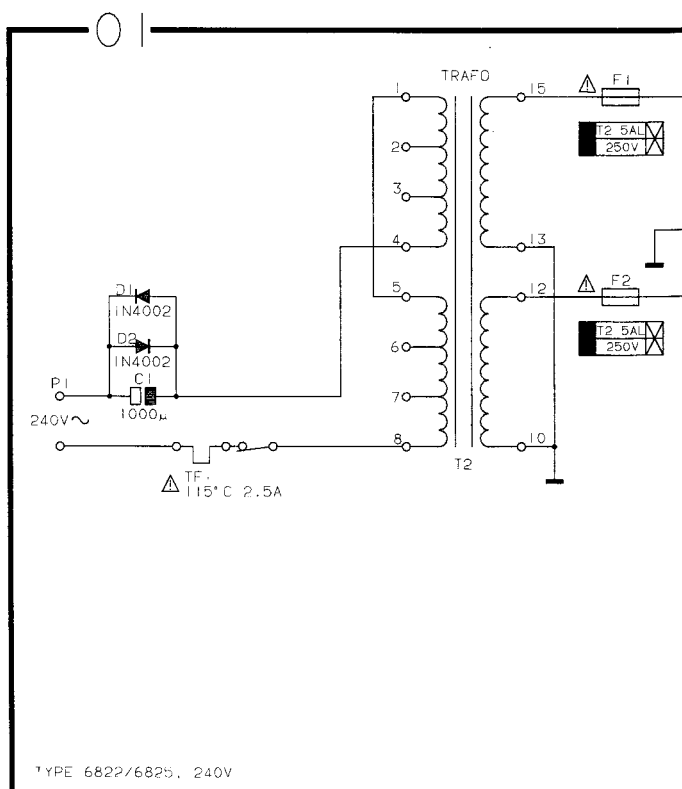 TRAFO
1
2
3
4
5
6
7
8
15
13
12
10
T2
F1
T2 5AL
250V
F2
T2 5AL
250V
D1
1N4002
D2
1N4002
C1
1000µ
P1
240V~
TF1
115°C 2.5A
TYPE 6822/6825, 240V